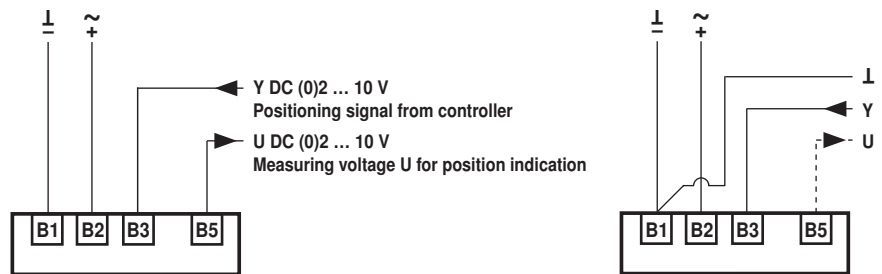 ⊥ ~
– +
Y DC (0)2 … 10 V
Positioning signal from controller
U DC (0)2 … 10 V
Measuring voltage U for position indication
B1 B2 B3 B5
⊥ ~
– +
⊥
Y
U
B1 B2 B3 B5